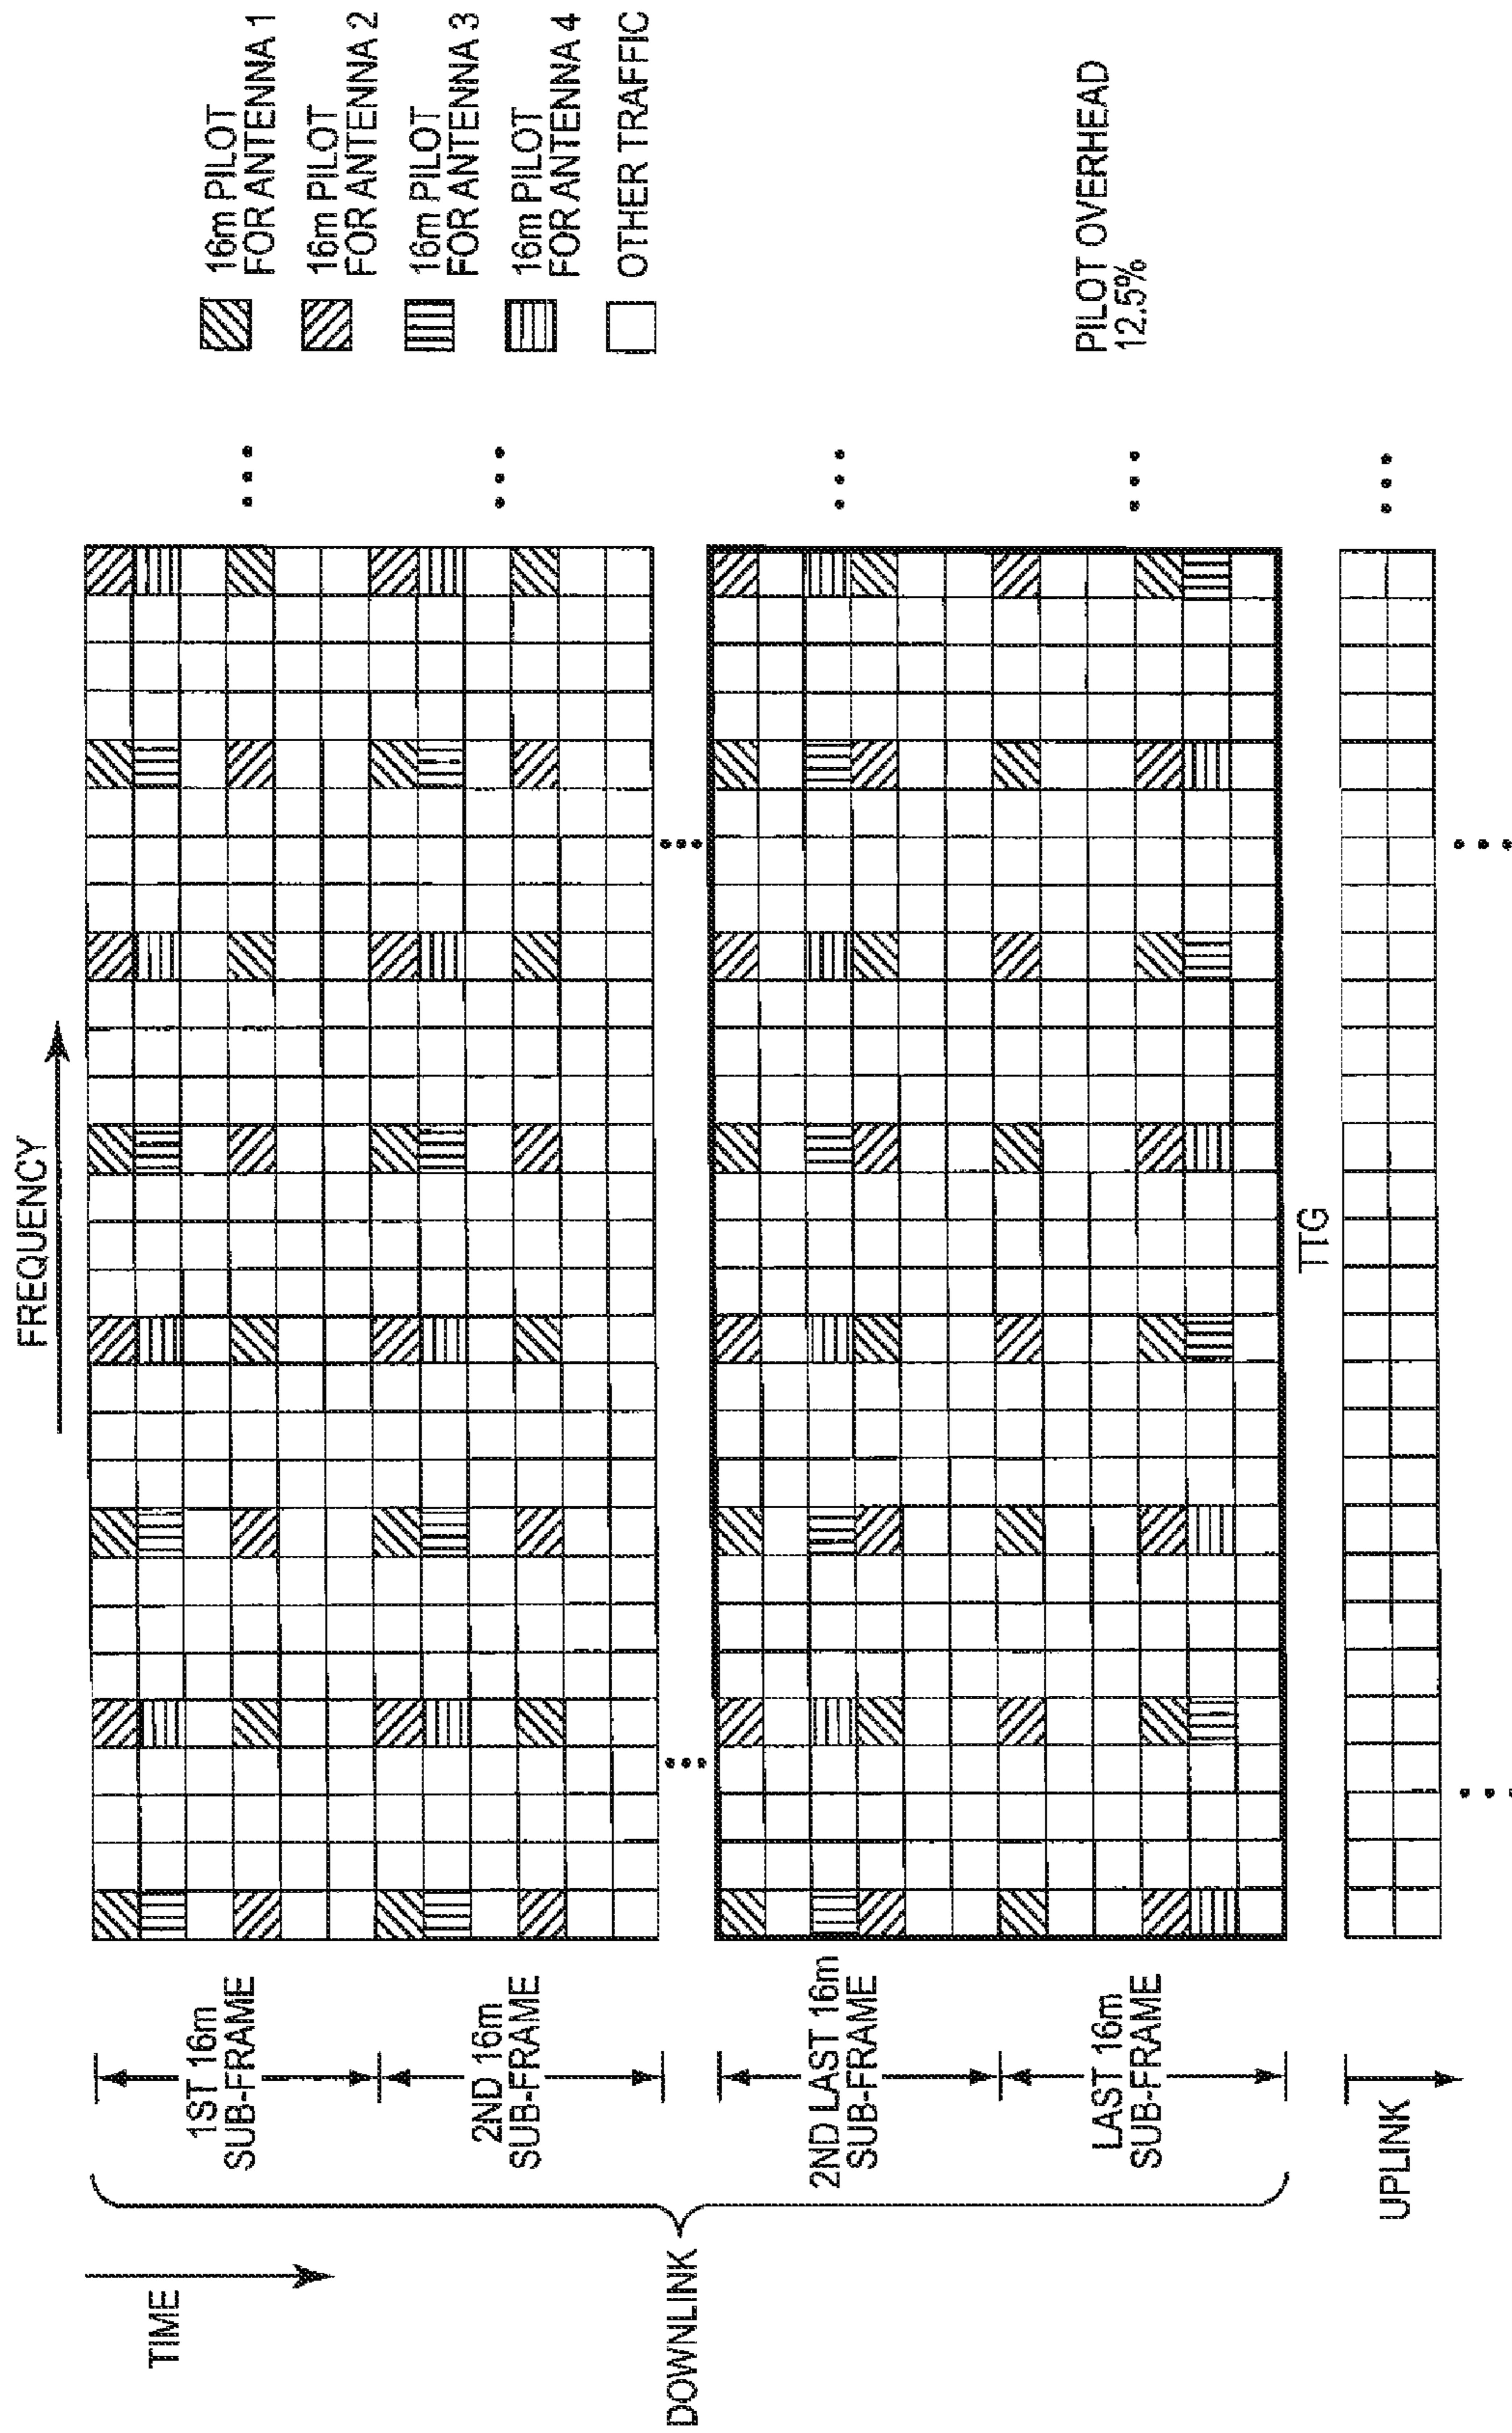 FREQUENCY
TIME
DOWNLINK
1ST 16m
SUB-FRAME
2ND 16m
SUB-FRAME
2ND LAST 16m
SUB-FRAME
LAST 16m
SUB-FRAME
TTG
UPLINK
16m PILOT
FOR ANTENNA 1
16m PILOT
FOR ANTENNA 2
16m PILOT
FOR ANTENNA 3
16m PILOT
FOR ANTENNA 4
OTHER TRAFFIC
PILOT OVERHEAD
12.5%